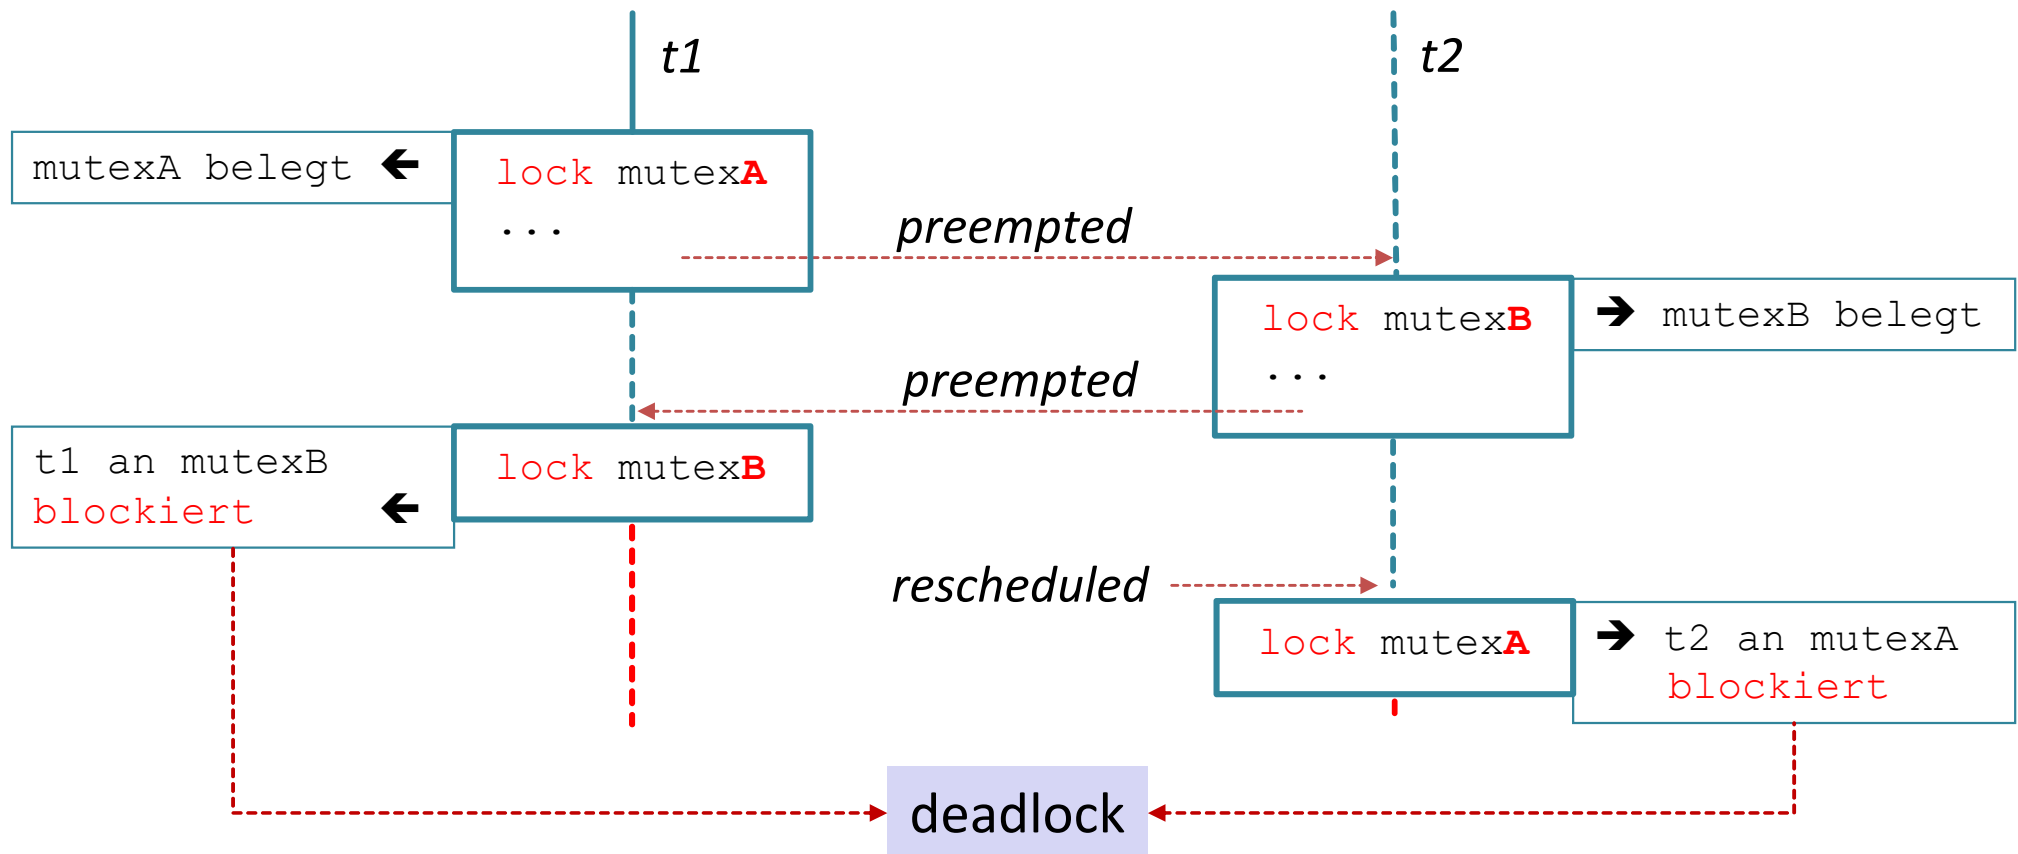 t1
t2
mutexA belegt 🡸
lock mutexA
...
preempted
lock mutexB
...
🡺 mutexB belegt
preempted
t1 an mutexB
blockiert 🡸
lock mutexB
rescheduled
lock mutexA
🡺 t2 an mutexA
blockiert
deadlock